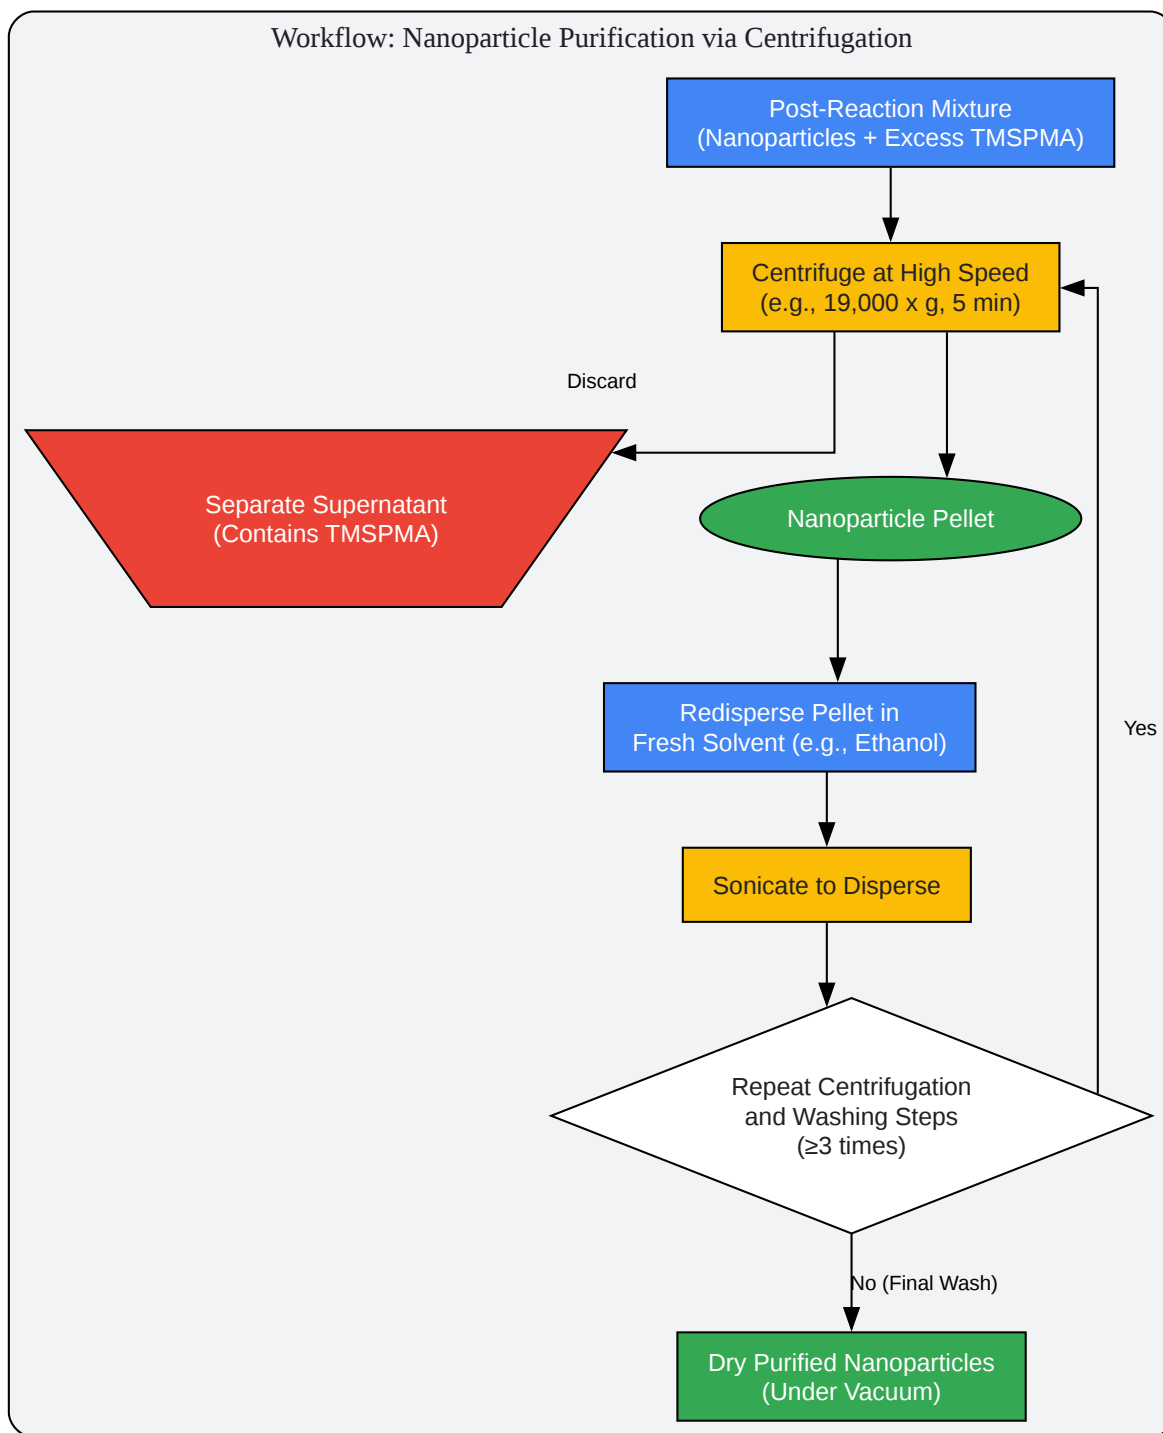 Workflow: Nanoparticle Purification via Centrifugation
Post-Reaction Mixture
(Nanoparticles + Excess TMSPMA)
Centrifuge at High Speed
(e.g., 19,000 x g, 5 min)
Discard
Separate Supernatant
(Contains TMSPMA)
Nanoparticle Pellet
Redisperse Pellet in
Fresh Solvent (e.g., Ethanol)
Yes
Sonicate to Disperse
Repeat Centrifugation
and Washing Steps
(≥3 times)
No (Final Wash)
Dry Purified Nanoparticles
(Under Vacuum)